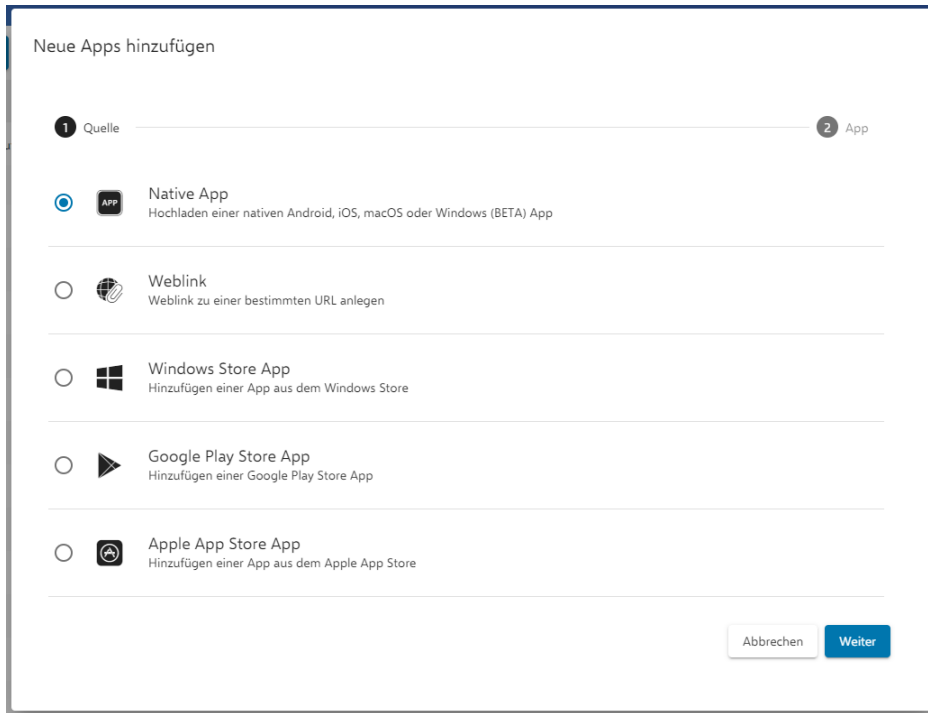 Neue Apps hinzufügen
1 Quelle
2 App
APP
Native App
Hochladen einer nativen Android, iOS, macOS oder Windows (BETA) App
Weblink
Weblink zu einer bestimmten URL anlegen
Windows Store App
Hinzufügen einer App aus dem Windows Store
Google Play Store App
Hinzufügen einer Google Play Store App
Apple App Store App
Hinzufügen einer App aus dem Apple App Store
Abbrechen
Weiter